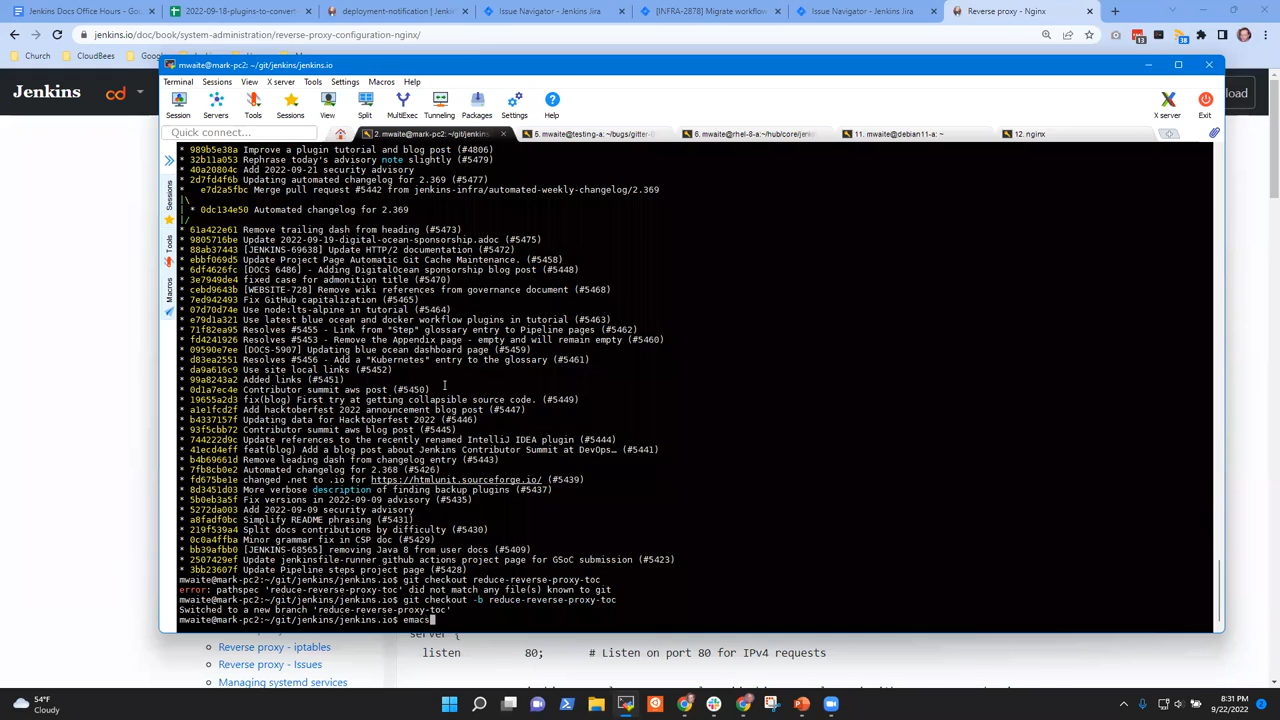 Jenkins Docs Office Hours - G
2022-09-18-plugins-to-convert
deployment-notification [ Jenkin
Issue Navigator - Jenkins Jira
[INFRA-2878] Migrate workflow
Issue Navigator - Jenkins Jira
Reverse proxy - Nginx
jenkins.io/doc/book/system-administration/reverse-proxy-configuration-nginx/
Church
CloudBees
Jenkins
cd
load
mwaite@mark-pc2: ~/git/jenkins/jenkins.io
Terminal Sessions View X server Tools Settings Macros Help
Session Servers Tools Sessions View Split MultiExec Tunneling Packages Settings Help
X server Exit
Quick connect...
2. mwaite@mark-pc2: ~/git/jenkins
5. mwaite@testing-a: ~/bugs/gitter-l
6. mwaite@rhel-8-a:~/hub/core/jenki
11. mwaite@debian11-a: ~
12. nginx
Sessions
Tools
Macros
* 989b5e38a Improve a plugin tutorial and blog post (#4806)
* 32b11a053 Rephrase today's advisory note slightly (#5479)
* 40a20804c Add 2022-09-21 security advisory
* 2d7fd4f6b Updating automated changelog for 2.369 (#5477)
*   e7d2a5fbc Merge pull request #5442 from jenkins-infra/automated-weekly-changelog/2.369
|\
| * 0dc134e50 Automated changelog for 2.369
|/
* 61a422e61 Remove trailing dash from heading (#5473)
* 9805716be Update 2022-09-19-digital-ocean-sponsorship.adoc (#5475)
* 88ab37443 [JENKINS-69638] Update HTTP/2 documentation (#5472)
* ebbf069d5 Update Project Page Automatic Git Cache Maintenance. (#5458)
* 6df4626fc [DOCS 6486] - Adding DigitalOcean sponsorship blog post (#5448)
* 3e7949de4 fixed case for admonition title (#5470)
* cebd9643b [WEBSITE-728] Remove wiki references from governance document (#5468)
* 7ed942493 Fix GitHub capitalization (#5465)
* 07d70d74e Use node:lts-alpine in tutorial (#5464)
* e79d1a321 Use latest blue ocean and docker workflow plugins in tutorial (#5463)
* 71f82ea95 Resolves #5455 - Link from "Step" glossary entry to Pipeline pages (#5462)
* fd4241926 Resolves #5453 - Remove the Appendix page - empty and will remain empty (#5460)
* 09590e7ee [DOCS-5907] Updating blue ocean dashboard page (#5459)
* d83ea2551 Resolves #5456 - Add a "Kubernetes" entry to the glossary (#5461)
* da9a616c9 Use site local links (#5452)
* 99a8243a2 Added links (#5451)
* 0d1a7ec4e Contributor summit aws post (#5450)
* 19655a2d3 fix(blog) First try at getting collapsible source code. (#5449)
* a1e1fcd2f Add hacktoberfest 2022 announcement blog post (#5447)
* b4337157f Updating data for Hacktoberfest 2022 (#5446)
* 93f5cbb72 Contributor summit aws blog post (#5445)
* 744222d9c Update references to the recently renamed IntelliJ IDEA plugin (#5444)
* 41ecd4eff feat(blog) Add a blog post about Jenkins Contributor Summit at DevOps… (#5441)
* b4b69661d Remove leading dash from changelog entry (#5443)
* 7fb8cb0e2 Automated changelog for 2.368 (#5426)
* fd675be1e changed .net to .io for https://htmlunit.sourceforge.io/ (#5439)
* 8d3451d03 More verbose description of finding backup plugins (#5437)
* 5b0eb3a5f Fix versions in 2022-09-09 advisory (#5435)
* 5272da003 Add 2022-09-09 security advisory
* a8fadf0bc Simplify README phrasing (#5431)
* 219f539a4 Split docs contributions by difficulty (#5430)
* 0c0a4ffba Minor grammar fix in CSP doc (#5429)
* bb39afbb0 [JENKINS-68565] removing Java 8 from user docs (#5409)
* 2507429ef Update jenkinsfile-runner github actions project page for GSoC submission (#5423)
* 3bb23607f Update Pipeline steps project page (#5428)
mwaite@mark-pc2:~/git/jenkins/jenkins.io$ git checkout reduce-reverse-proxy-toc
error: pathspec 'reduce-reverse-proxy-toc' did not match any file(s) known to git
mwaite@mark-pc2:~/git/jenkins/jenkins.io$ git checkout -b reduce-reverse-proxy-toc
Switched to a new branch 'reduce-reverse-proxy-toc'
mwaite@mark-pc2:~/git/jenkins/jenkins.io$ emacs
Reverse proxy - iptables
Reverse proxy - Issues
Managing systemd services
server {
listen 80; # Listen on port 80 for IPv4 requests
54°F
Cloudy
8:31 PM
9/22/2022